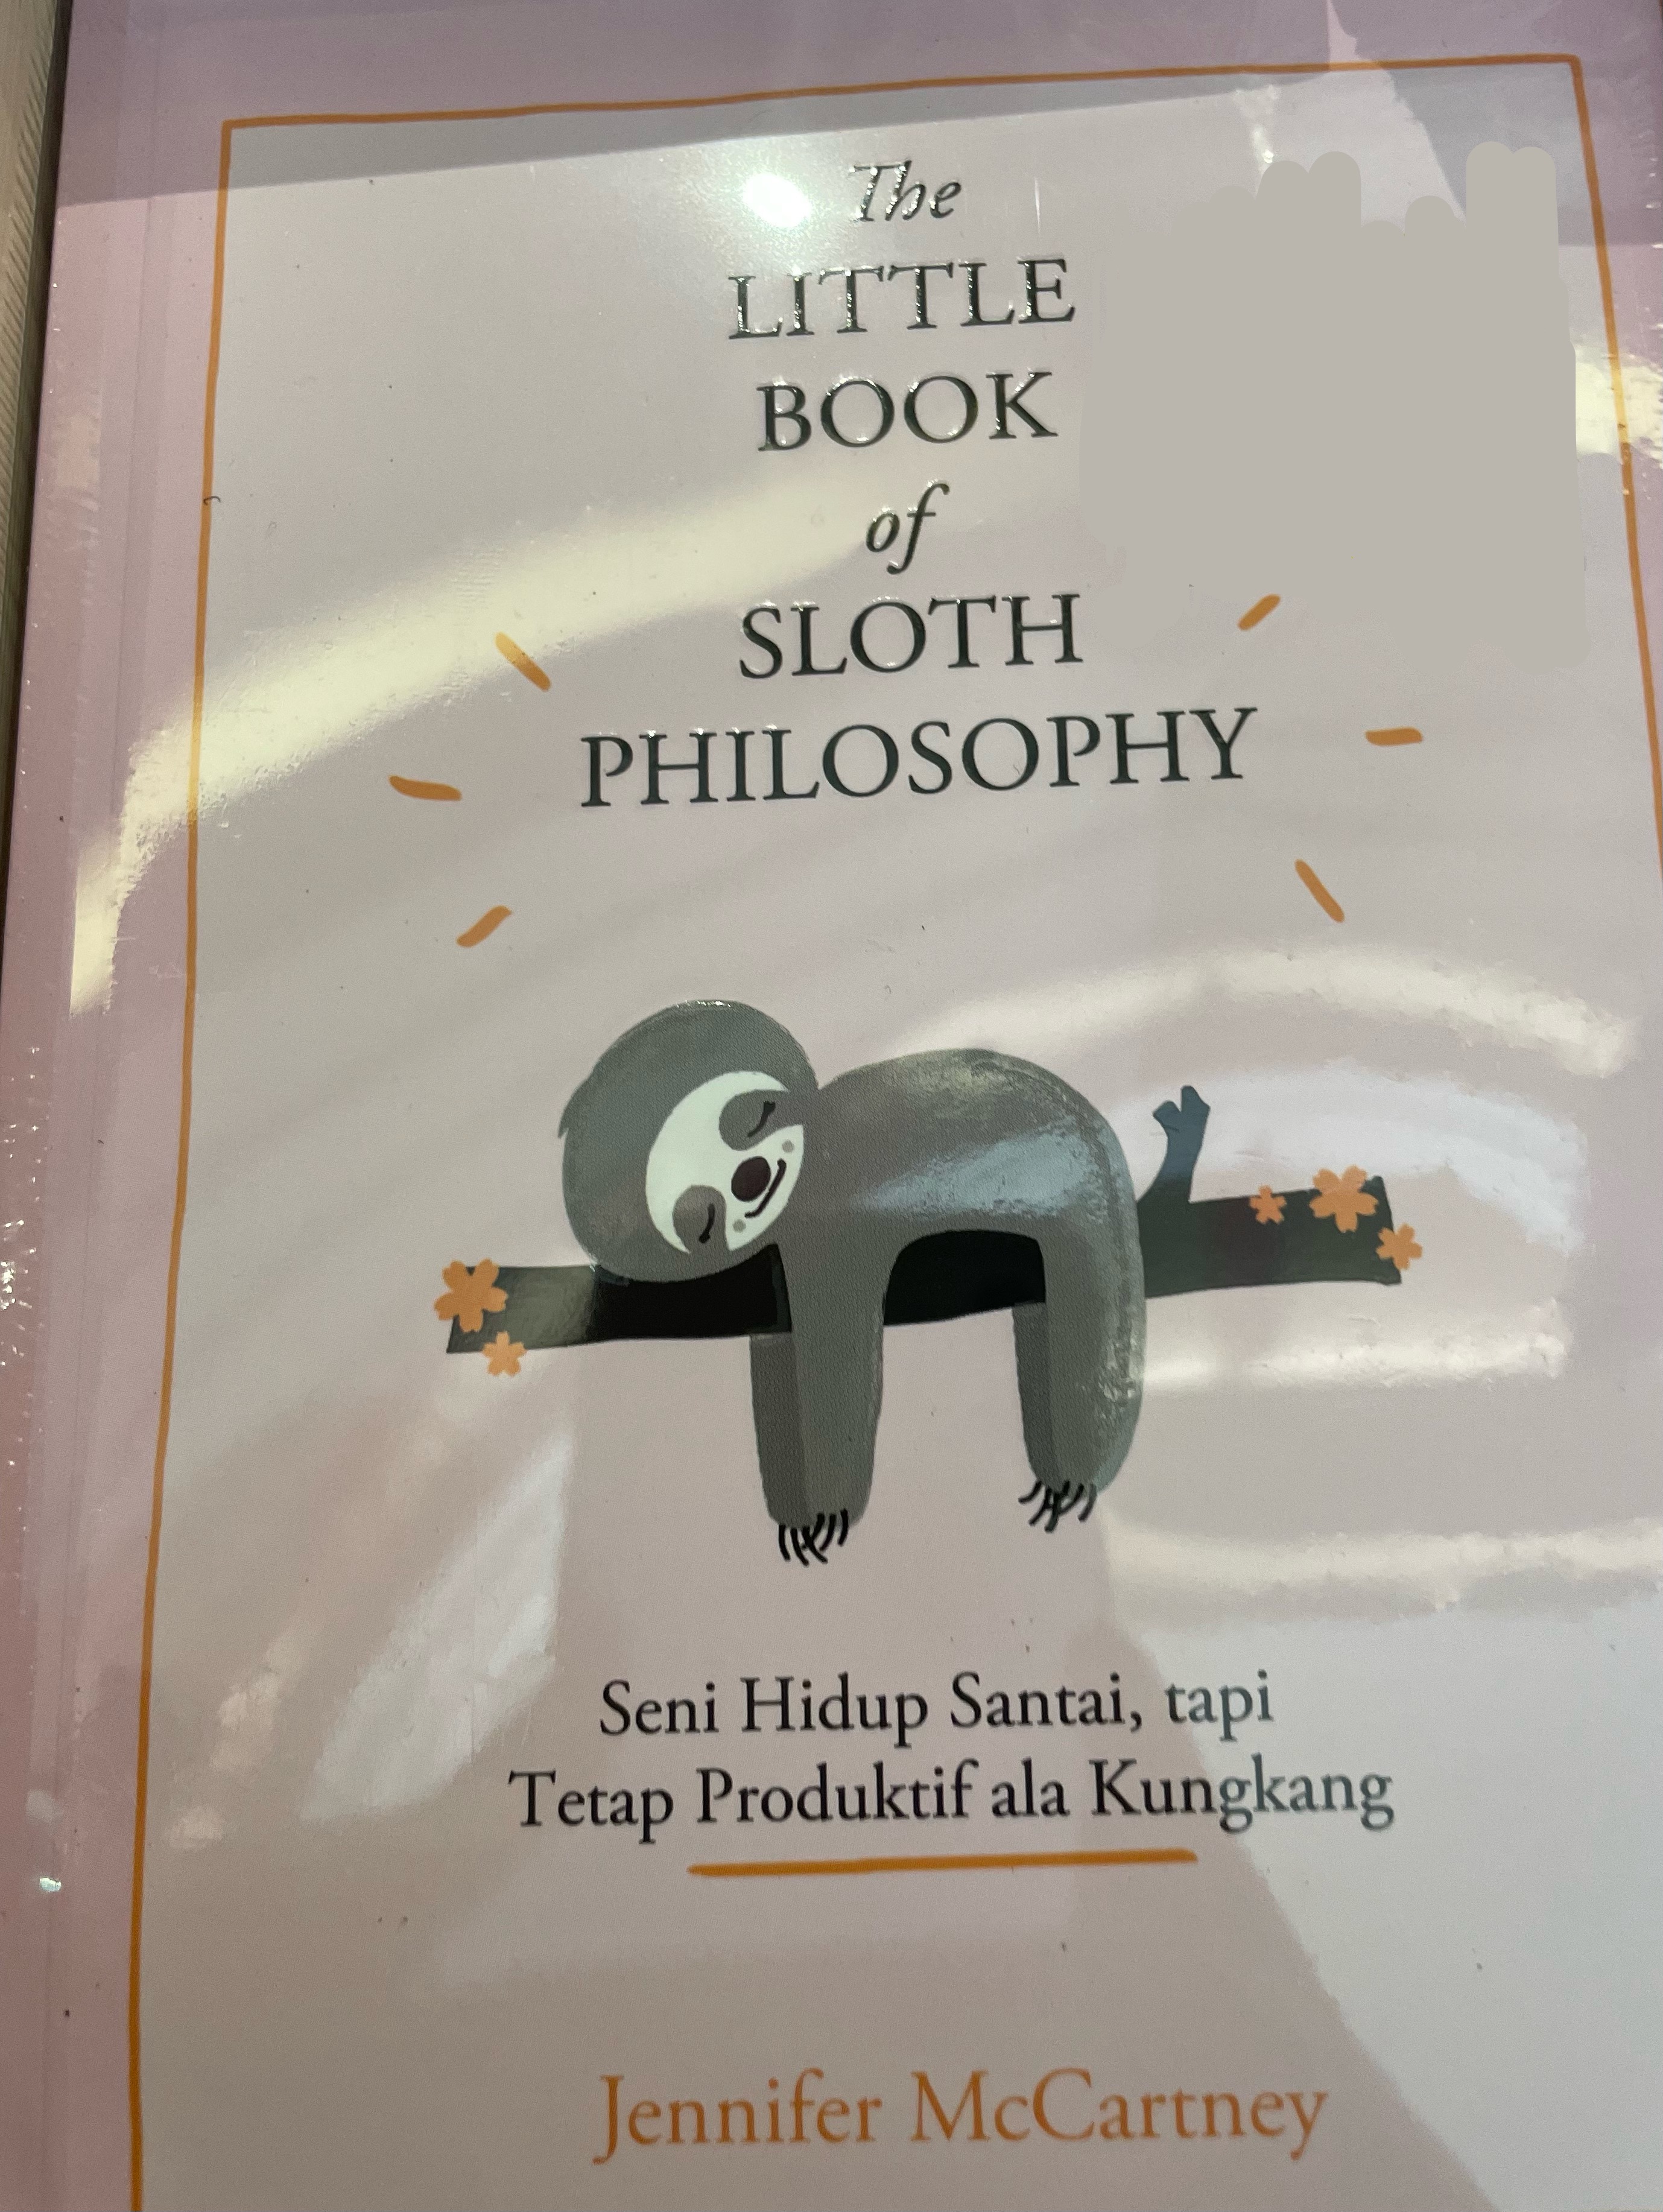 The
LITTLE
BOOK
of
SLOTH
PHILOSOPHY
Seni Hidup Santai, tapi
Tetap Produktif ala Kungkang
Jennifer McCartney